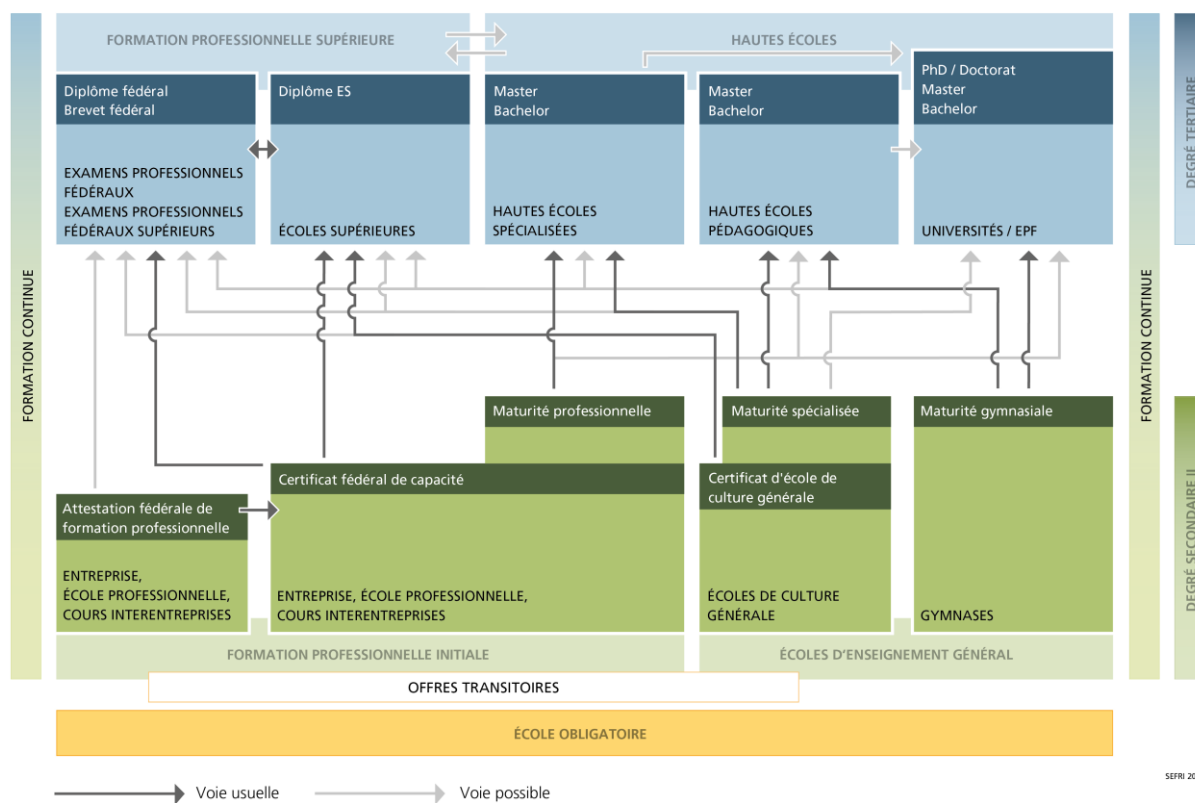 FORMATION PROFESSIONNELLE SUPÉRIEURE
HAUTES ÉCOLES
Diplôme fédéral
Brevet fédéral
Diplôme ES
Master
Bachelor
Master
Bachelor
PhD / Doctorat
Master
Bachelor
EXAMENS PROFESSIONNELS
FÉDÉRAUX
EXAMENS PROFESSIONNELS
FÉDÉRAUX SUPÉRIEURS
ÉCOLES SUPÉRIEURES
HAUTES ÉCOLES
SPÉCIALISÉES
HAUTES ÉCOLES
PÉDAGOGIQUES
UNIVERSITÉS / EPF
FORMATION CONTINUE
FORMATION CONTINUE
DEGRÉ TERTIAIRE
DEGRÉ SECONDAIRE II
Maturité professionnelle
Maturité spécialisée
Maturité gymnasiale
Certificat fédéral de capacité
Certificat d'école de
culture générale
Attestation fédérale de
formation professionnelle
ENTREPRISE,
ÉCOLE PROFESSIONNELLE,
COURS INTERENTREPRISES
ENTREPRISE, ÉCOLE PROFESSIONNELLE,
COURS INTERENTREPRISES
ÉCOLES DE CULTURE
GÉNÉRALE
GYMNASES
FORMATION PROFESSIONNELLE INITIALE
ÉCOLES D'ENSEIGNEMENT GÉNÉRAL
OFFRES TRANSITOIRES
ÉCOLE OBLIGATOIRE
Voie usuelle
Voie possible
SEFRI 20